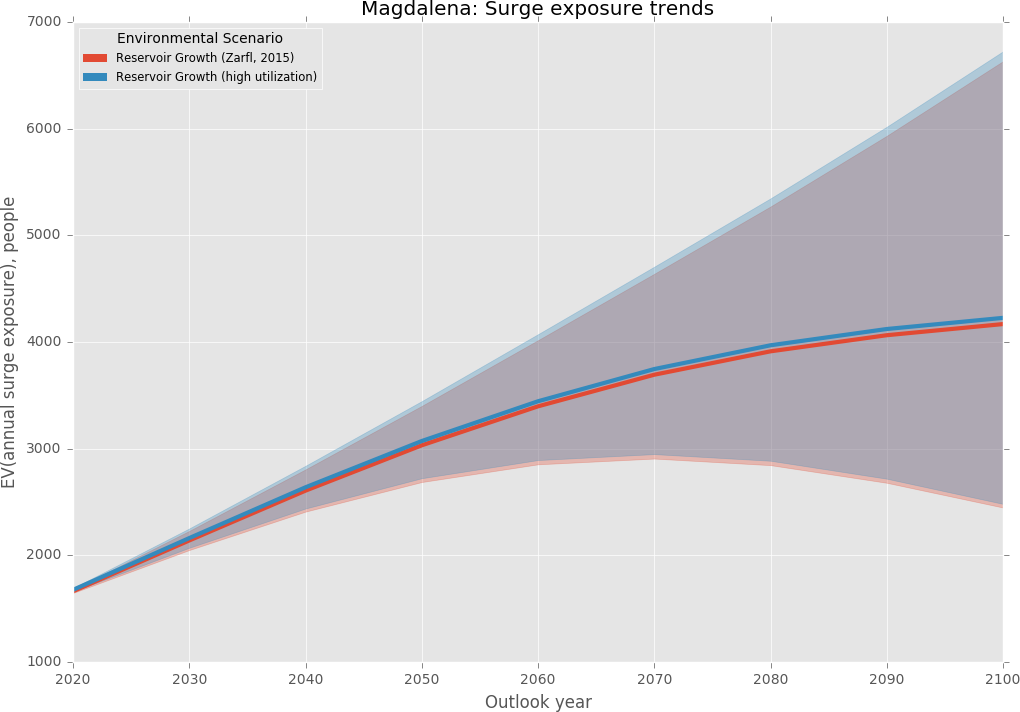 Magdalena: Surge exposure trends
Environmental Scenario
Reservoir Growth (Zarfl, 2015)
Reservoir Growth (high utilization)
EV(annual surge exposure), people
7000
6000
5000
4000
3000
2000
1000
2020 2030 2040 2050 2060 2070 2080 2090 2100
Outlook year